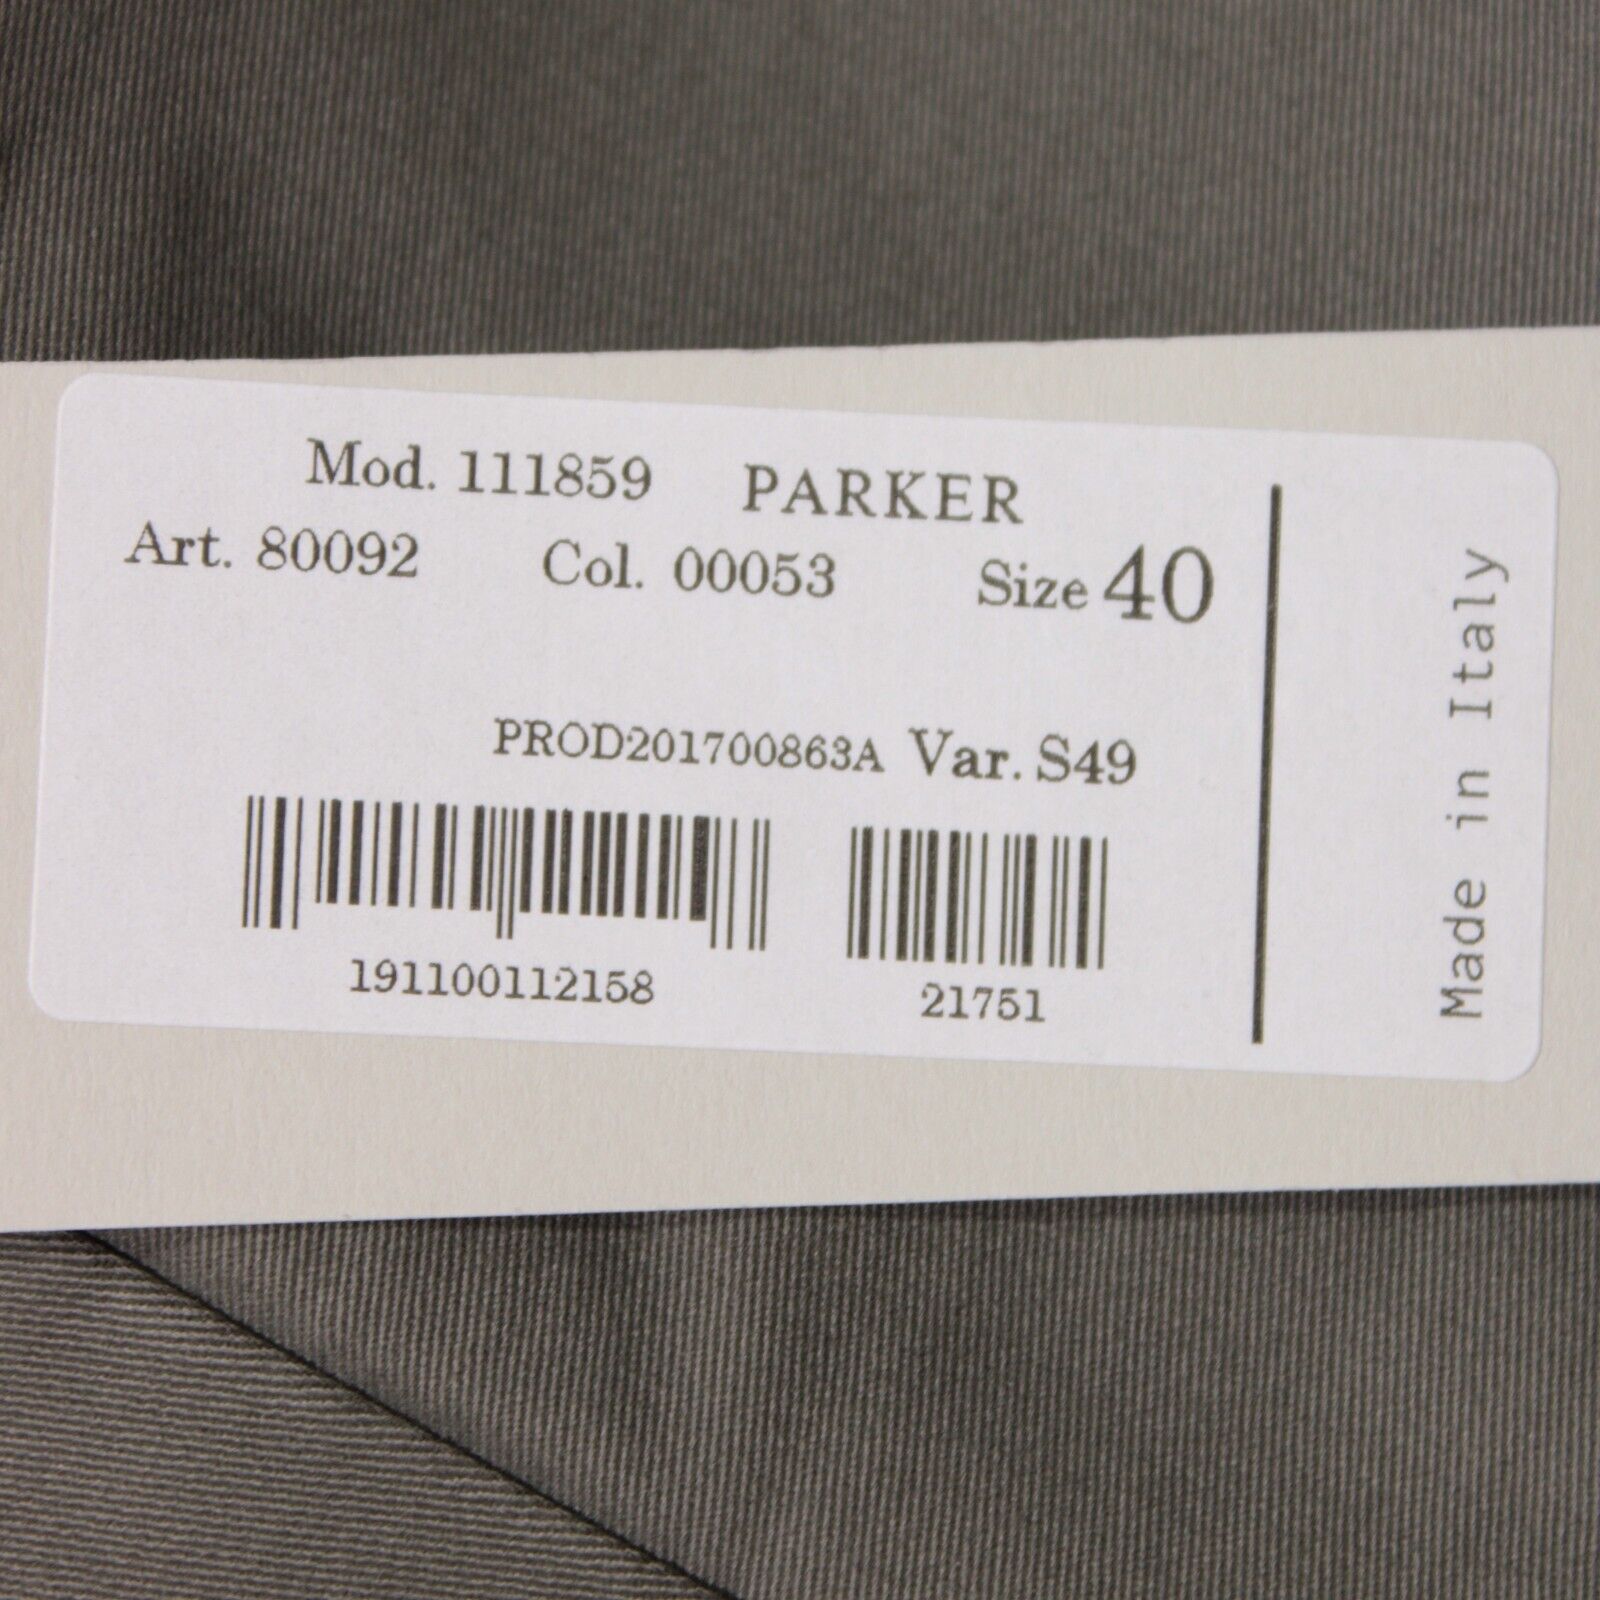 Mod. 111859 PARKER
Art. 80092 Col. 00053 Size 40
PROD201700863A Var. S49
191100112158 21751
Made in Italy